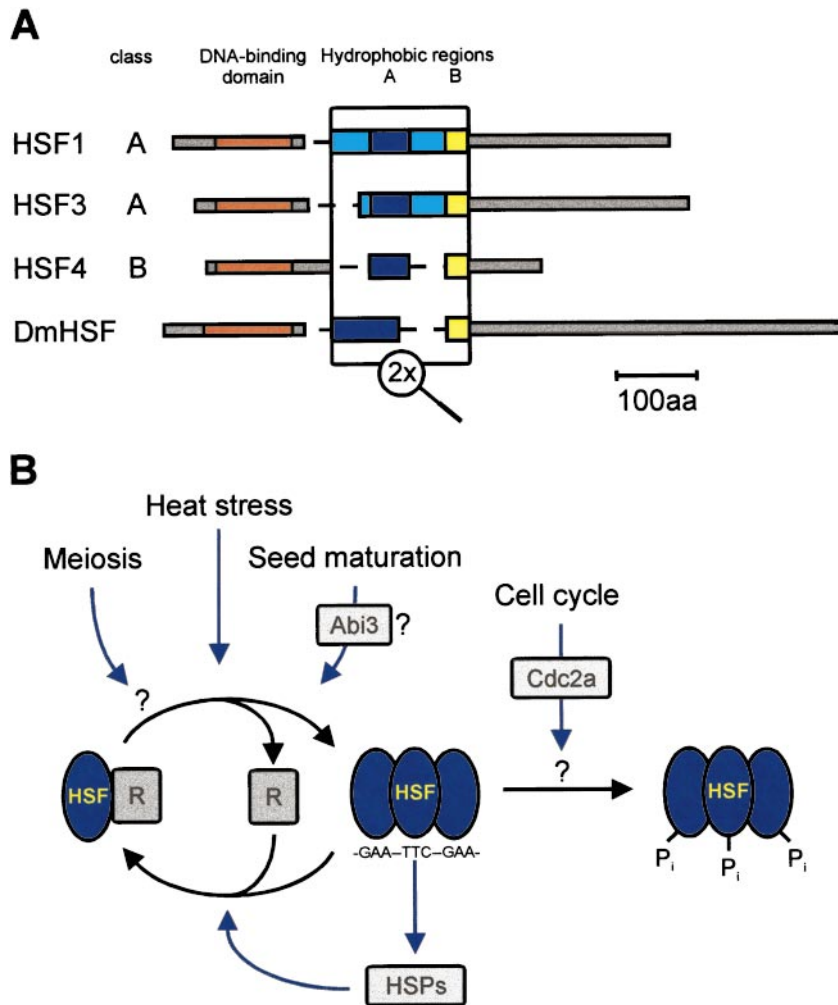 A
class DNA-binding domain Hydrophobic regions
A B
HSF1 A
HSF3 A
HSF4 B
DmHSF
2x
100aa
B
Heat stress
Meiosis
Seed maturation
Abi3 ?
Cell cycle
Cdc2a
?
?
HSF R
R
HSF
-GAA–TTC–GAA-
HSF
Pi Pi Pi
HSPs